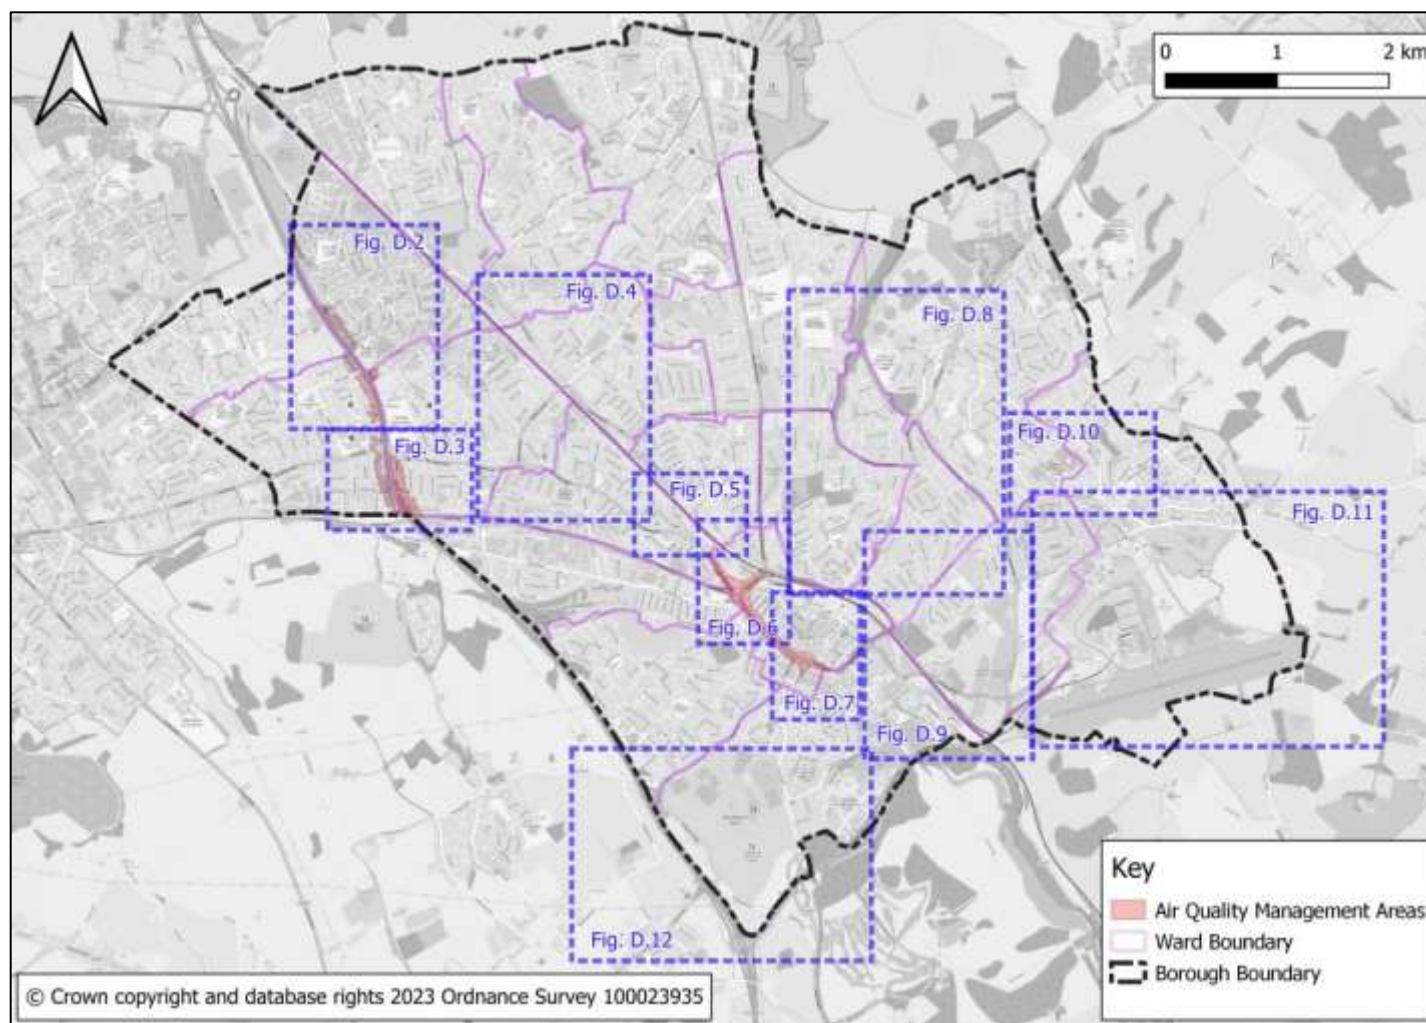 0 1 2 km
Fig. D.2
Fig. D.4
Fig. D.8
Fig. D.3
Fig. D.10
Fig. D.5
Fig. D.11
Fig. D.6
Fig. D.7
Fig. D.9
Fig. D.12
Key
Air Quality Management Areas
Ward Boundary
Borough Boundary
© Crown copyright and database rights 2023 Ordnance Survey 100023935